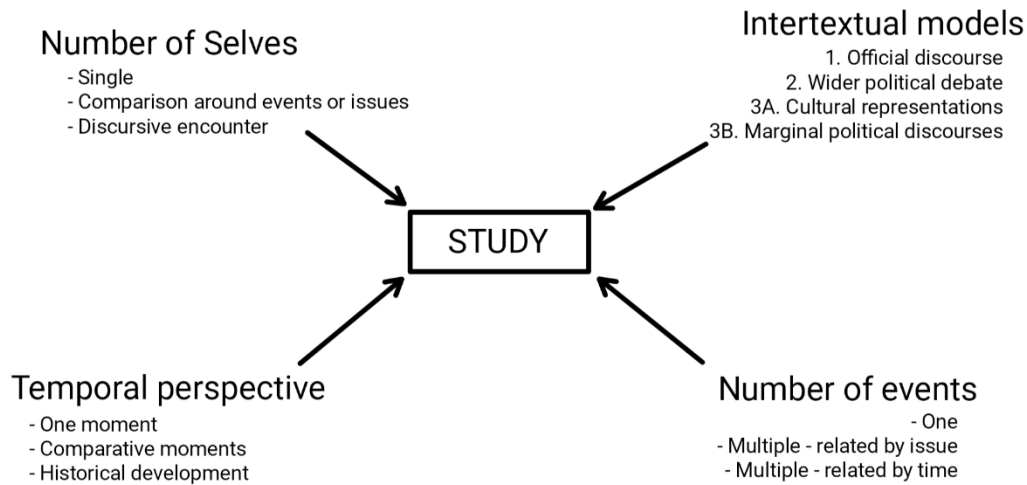 Number of Selves
- Single
- Comparison around events or issues
- Discursive encounter
Intertextual models
1. Official discourse
2. Wider political debate
3A. Cultural representations
3B. Marginal political discourses
STUDY
Temporal perspective
- One moment
- Comparative moments
- Historical development
Number of events
- One
- Multiple - related by issue
- Multiple - related by time